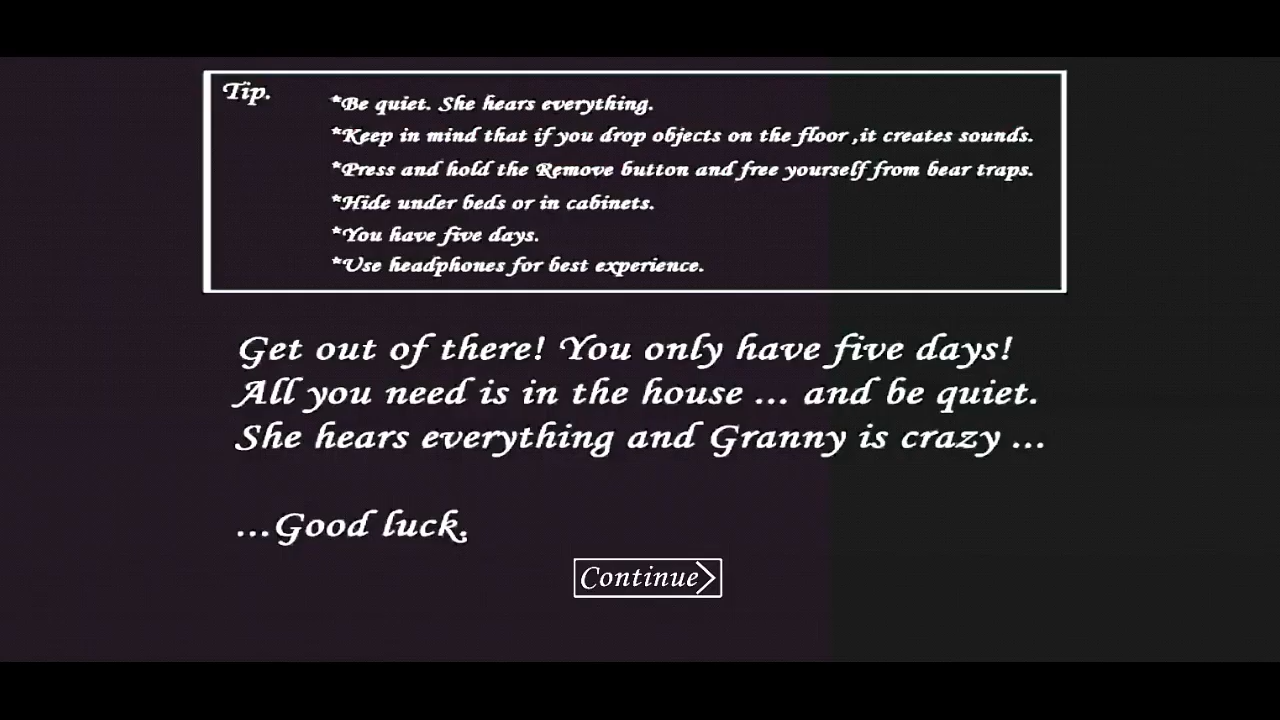 Tip.
*Be quiet. She hears everything.
*Keep in mind that if you drop objects on the floor ,it creates sounds.
*Press and hold the Remove button and free yourself from bear traps.
*Hide under beds or in cabinets.
*You have five days.
*Use headphones for best experience.
Get out of there! You only have five days!
All you need is in the house ... and be quiet.
She hears everything and Granny is crazy ...
...Good luck.
Continue>